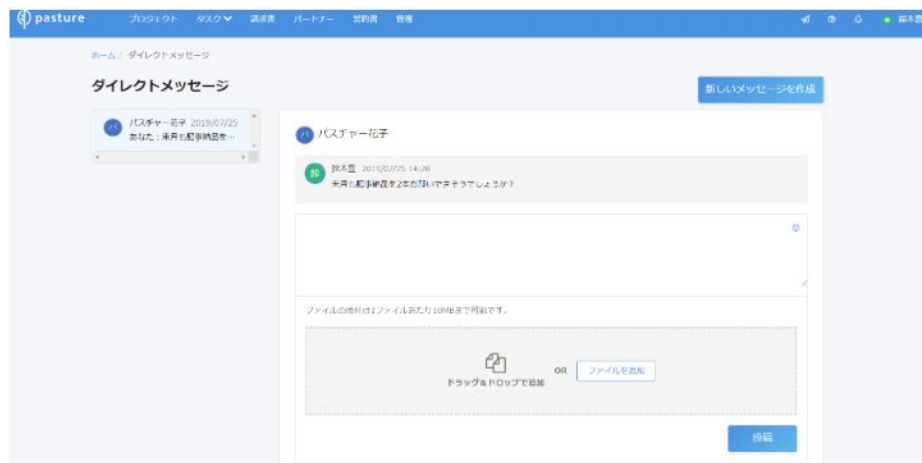 pasture プロジェクト タスク 請求書 パートナー 契約書 管理 鈴木豊
ホーム / ダイレクトメッセージ
ダイレクトメッセージ
新しいメッセージを作成
パ パスチャー花子 2019/07/25
あなた：来月も記事納品を…
パ パスチャー花子
鈴 鈴木豊 2019/07/25 14:28
来月も記事納品を2本お願いできそうでしょうか？
ファイルの添付は1ファイルあたり10MBまで可能です。
ドラッグ&ドロップで追加 OR ファイルを追加
投稿